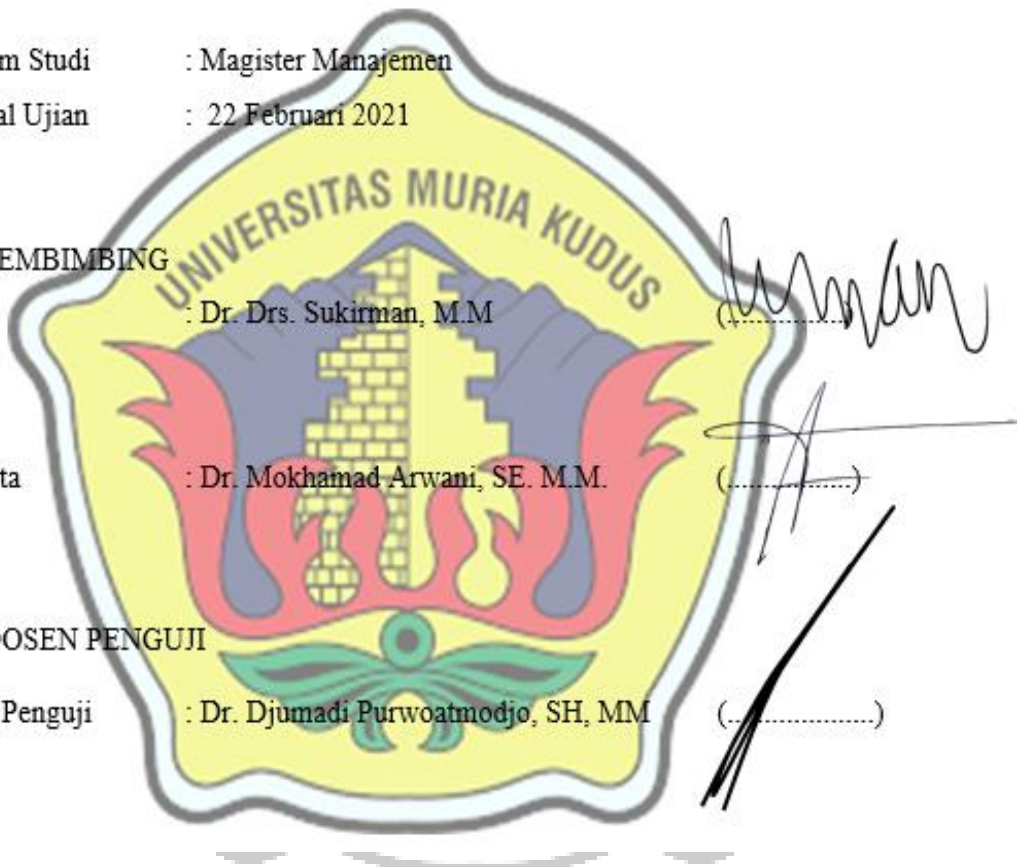 m Studi : Magister Manajemen
al Ujian : 22 Februari 2021
UNIVERSITAS MURIA KUDUS
EMBIMBING
: Dr. Drs. Sukirman, M.M (..................)
ta : Dr. Mokhamad Arwani, SE. M.M. (..................)
OSEN PENGUJI
Penguji : Dr. Djumadi Purwoatmodjo, SH, MM (.....................)